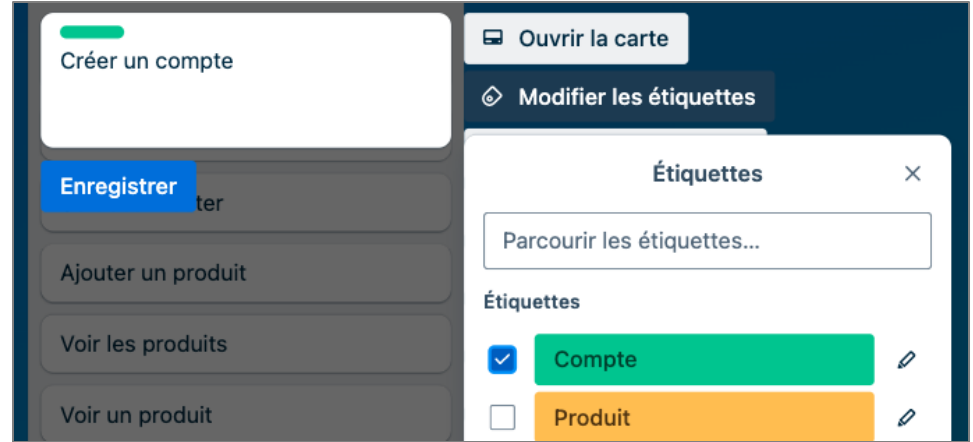 Créer un compte
Enregistrer
ter
Ajouter un produit
Voir les produits
Voir un produit
Ouvrir la carte
Modifier les étiquettes
Étiquettes
Parcourir les étiquettes...
Étiquettes
Compte
Produit